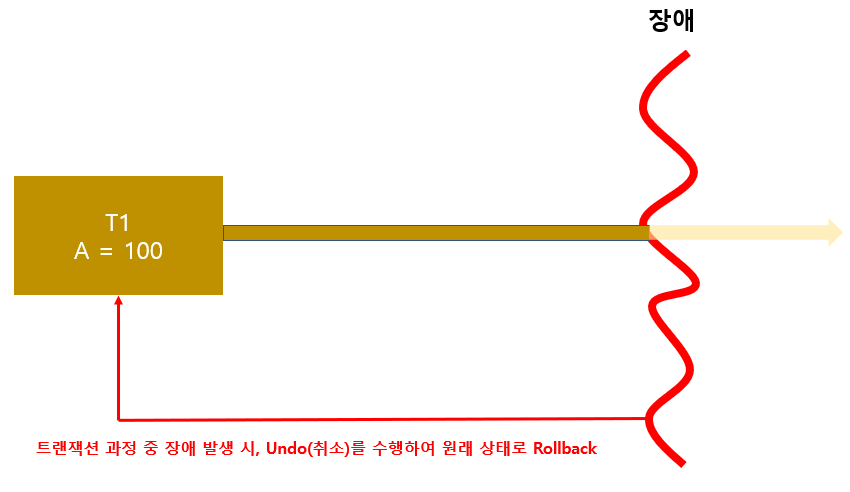 장애
T1
A = 100
트랜잭션 과정 중 장애 발생 시, Undo(취소)를 수행하여 원래 상태로 Rollback